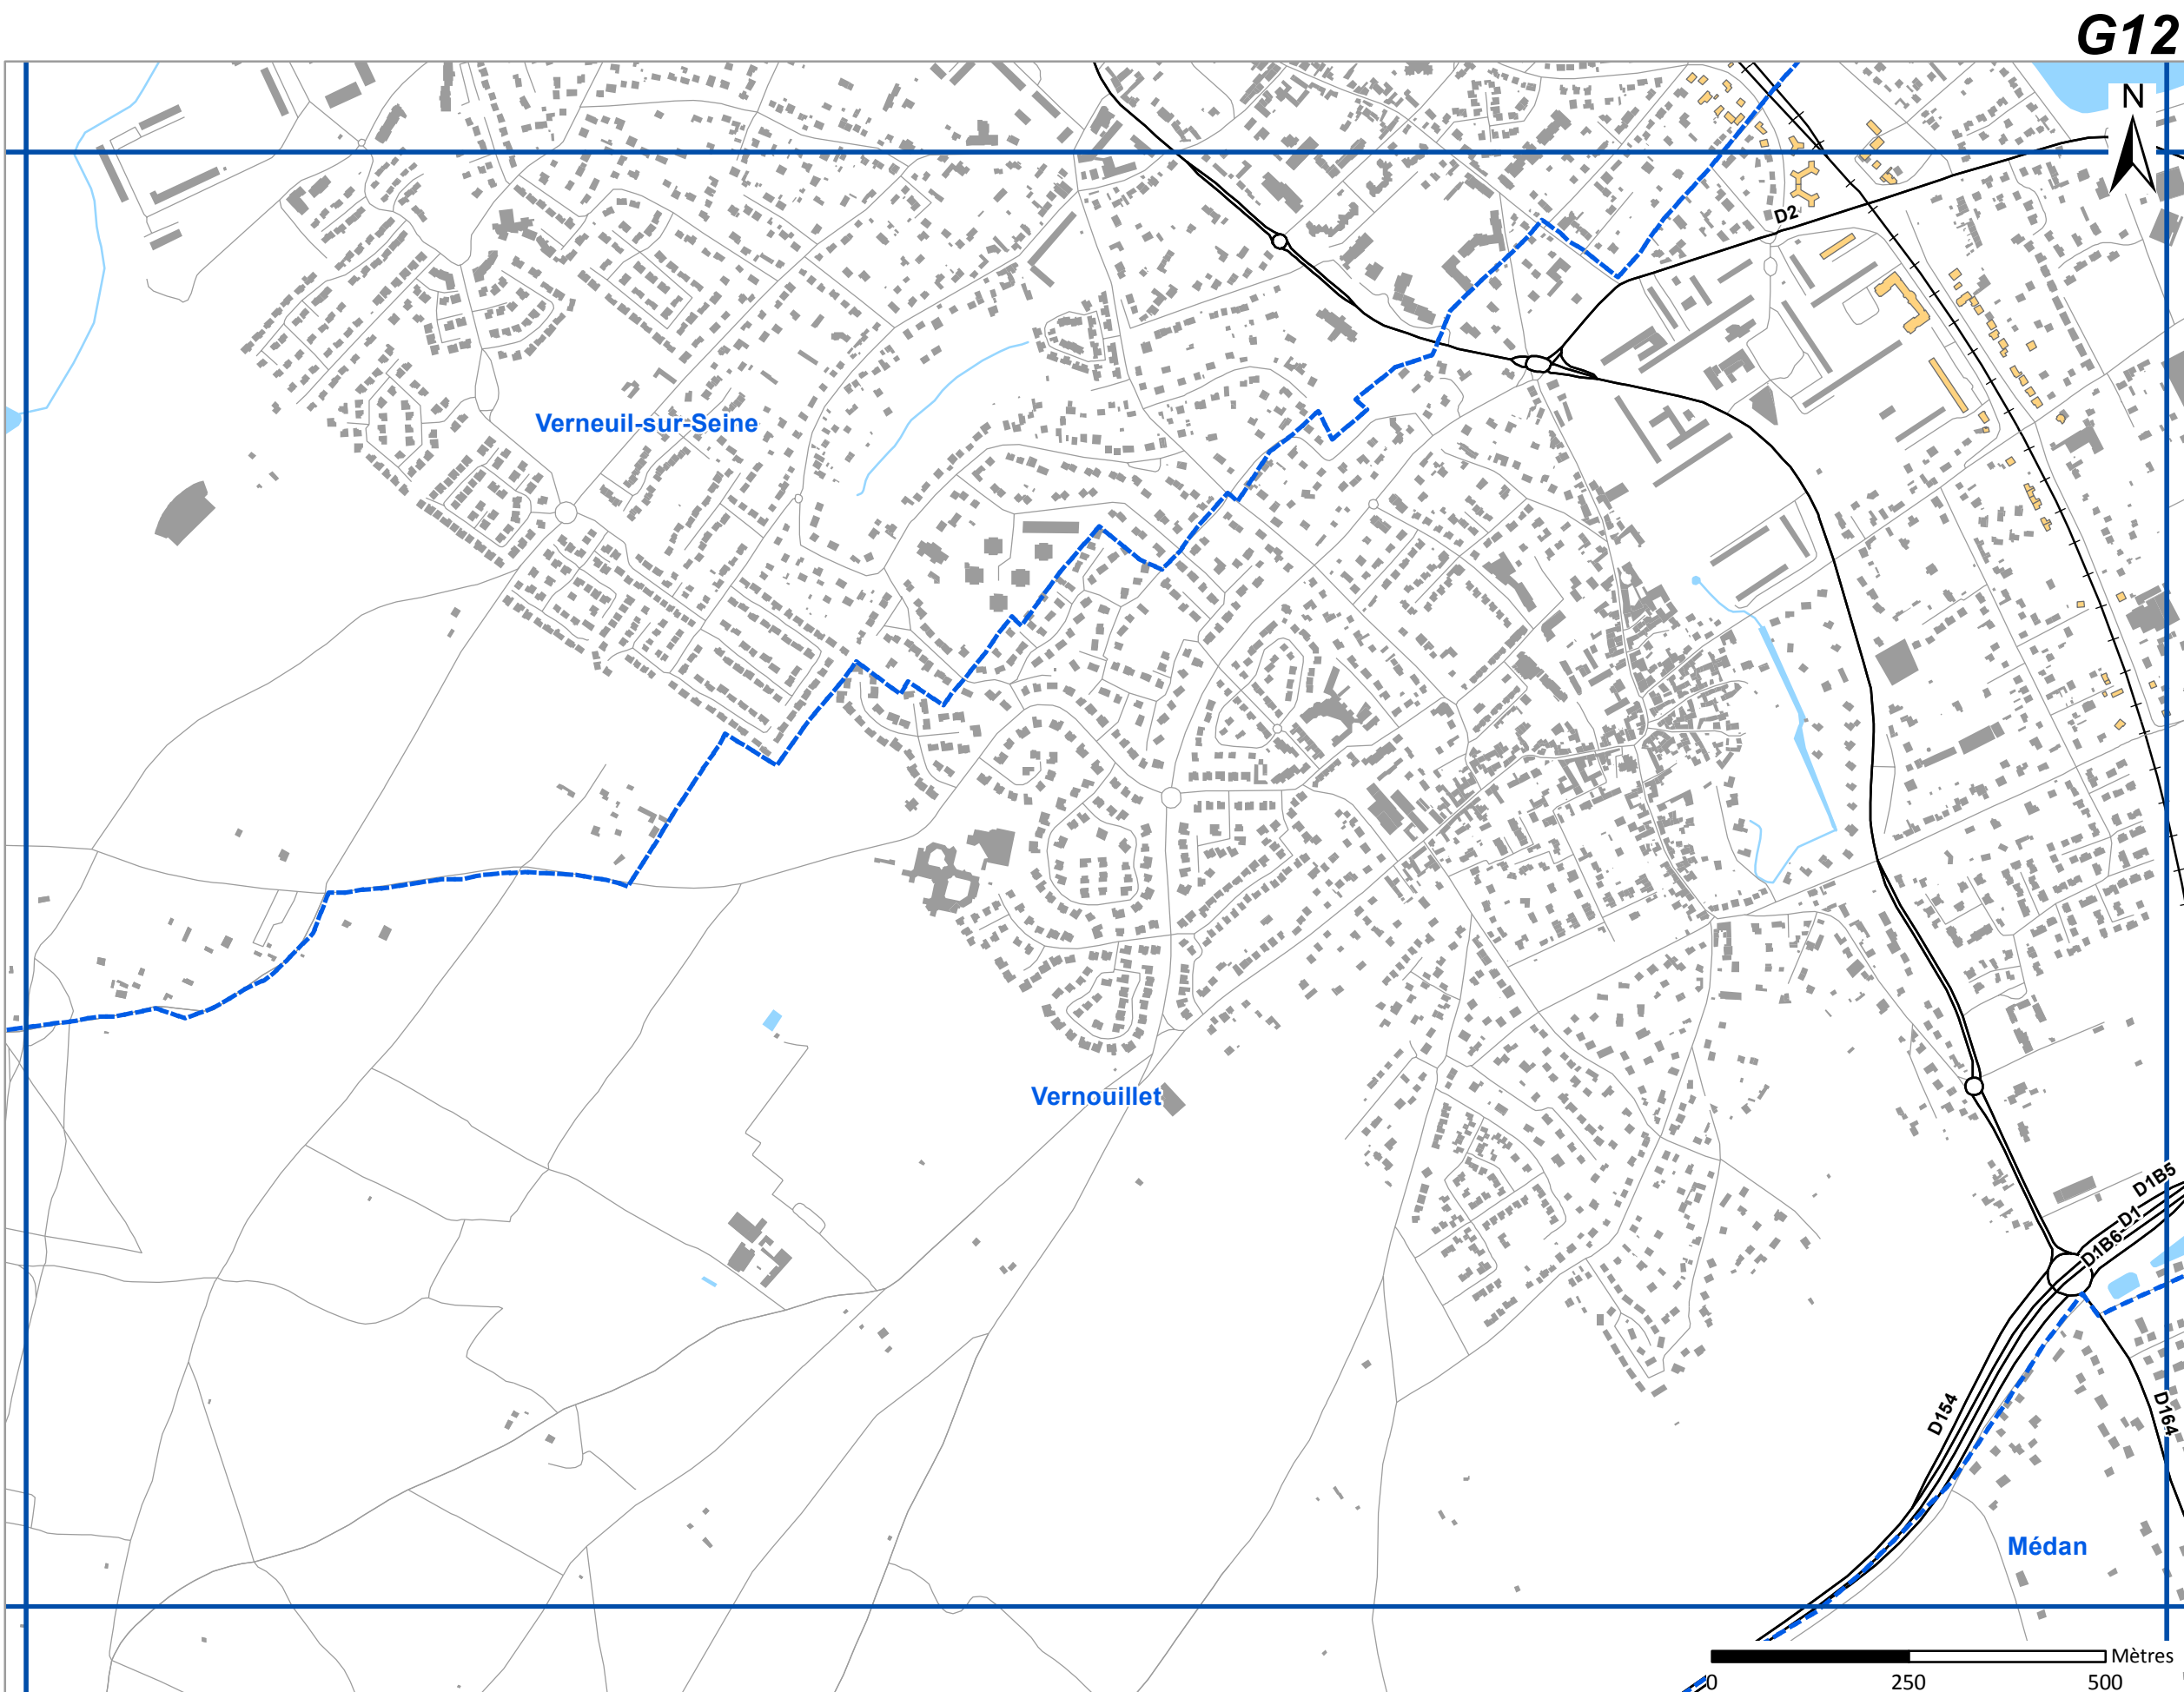 G12
N
D2
Verneuil-sur-Seine
Vernouillet
D1B5
D1
D1B6
D154
D164
Médan
Mètres
0 250 500